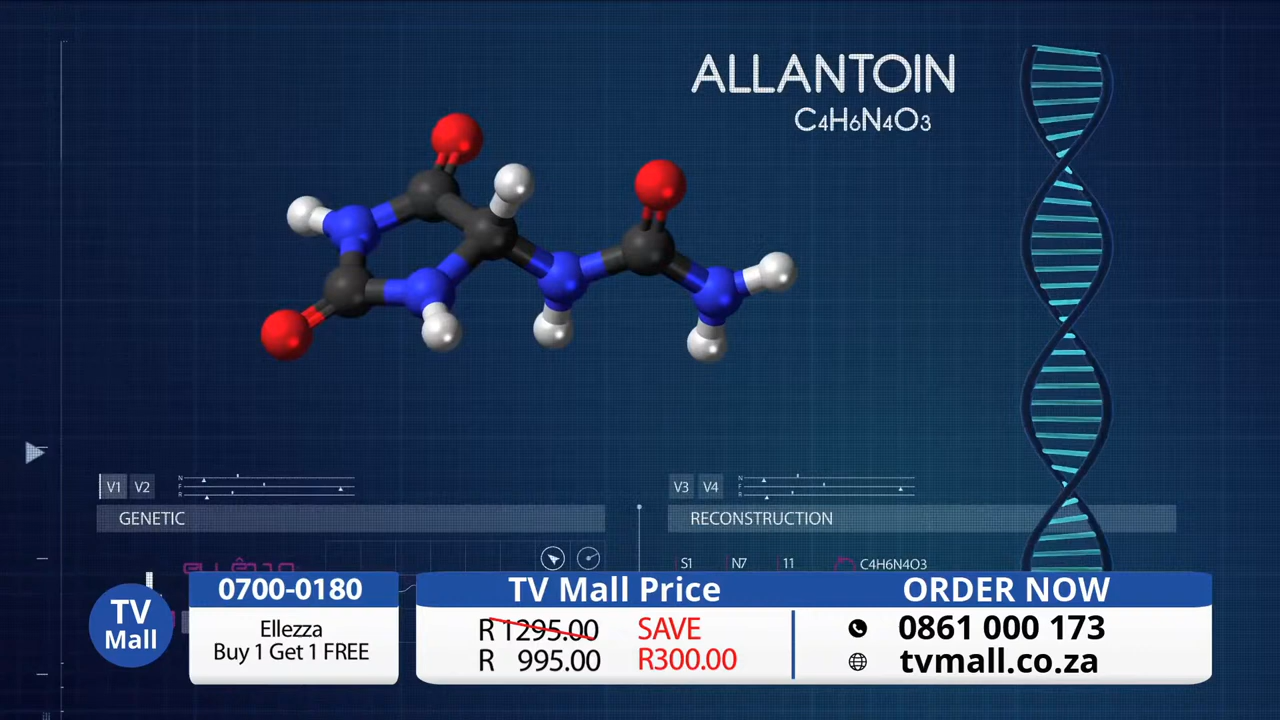 ALLANTOIN
C4H6N4O3
V1 V2
N
F
R
V3 V4
N
F
R
GENETIC
RECONSTRUCTION
S1 N7 11 C4H6N4O3
TV
Mall
0700-0180
Ellezza
Buy 1 Get 1 FREE
TV Mall Price
R 1295.00 SAVE
R 995.00 R300.00
ORDER NOW
0861 000 173
tvmall.co.za